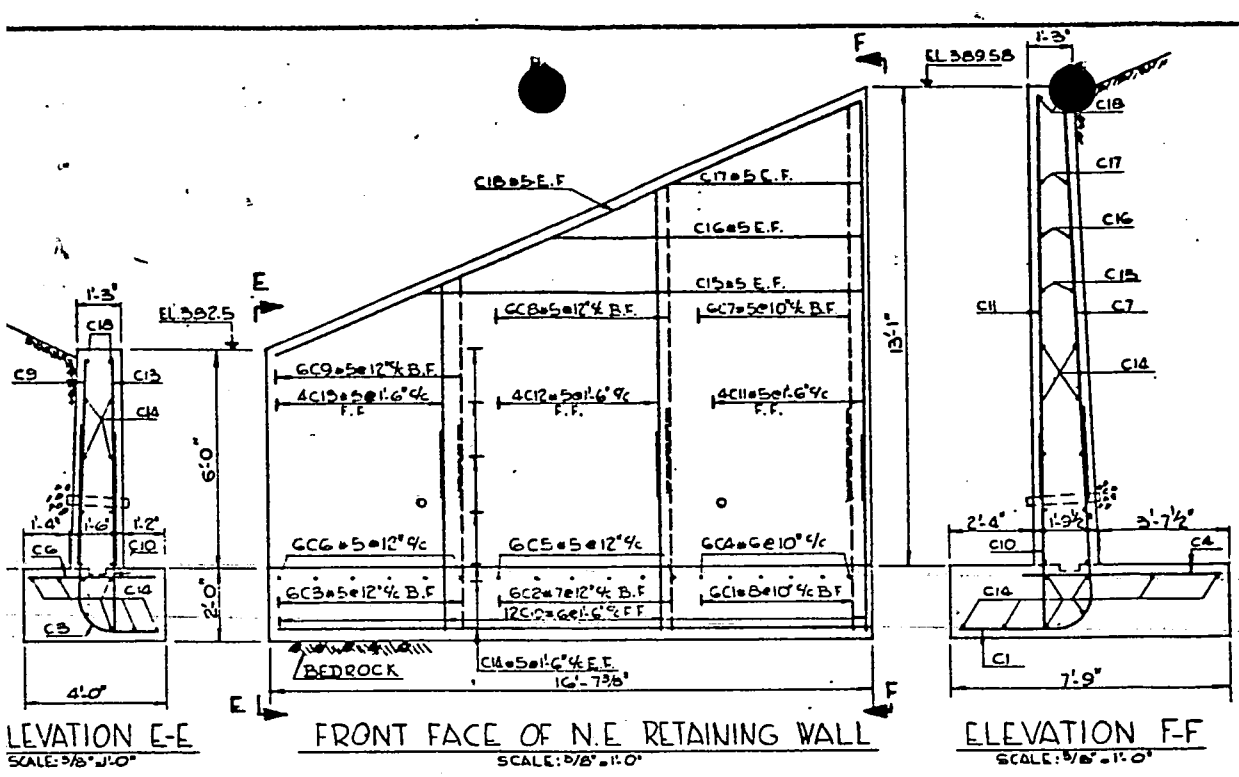 1'-3"
C18
EL.382.5
C9
C13
C14
6'-0"
1'-4"
1'-6"
1'-2"
C6
C10
C14
2'-0"
C3
4'-0"
LEVATION E-E
SCALE: 3/8"=1'-0"
F
EL.389.58
C18#5 E.F
C17#5 E.F.
C16#5 E.F.
C15#5 E.F.
E
6C8#5@12"c/c B.F.
6C7#5@10"c/c B.F.
6C9#5@12"c/c B.F.
4C13#5@1'-6"c/c
F.F
4C12#5@1'-6"c/c
F.F.
4C11#5@1'-6"c/c
F.F.
13'-1"
6C6#5@12"c/c
6C5#5@12"c/c
6C4#6@10"c/c
6C3#5@12"c/c B.F
6C2#7@12"c/c B.F
6C1#8@10"c/c B.F
12C10#6@1'-6" F.F
BEDROCK
C14#5@1'-6"c/c E.F.
16'-7 3/8"
E
F
FRONT FACE OF N.E RETAINING WALL
SCALE: 3/8"=1'-0"
1'-3"
C18
C17
C16
C15
C11
C7
C14
2'-4"
1'-9½"
3'-7½"
C10
C4
C14
C1
7'-9"
ELEVATION F-F
SCALE: 3/8"=1'-0"